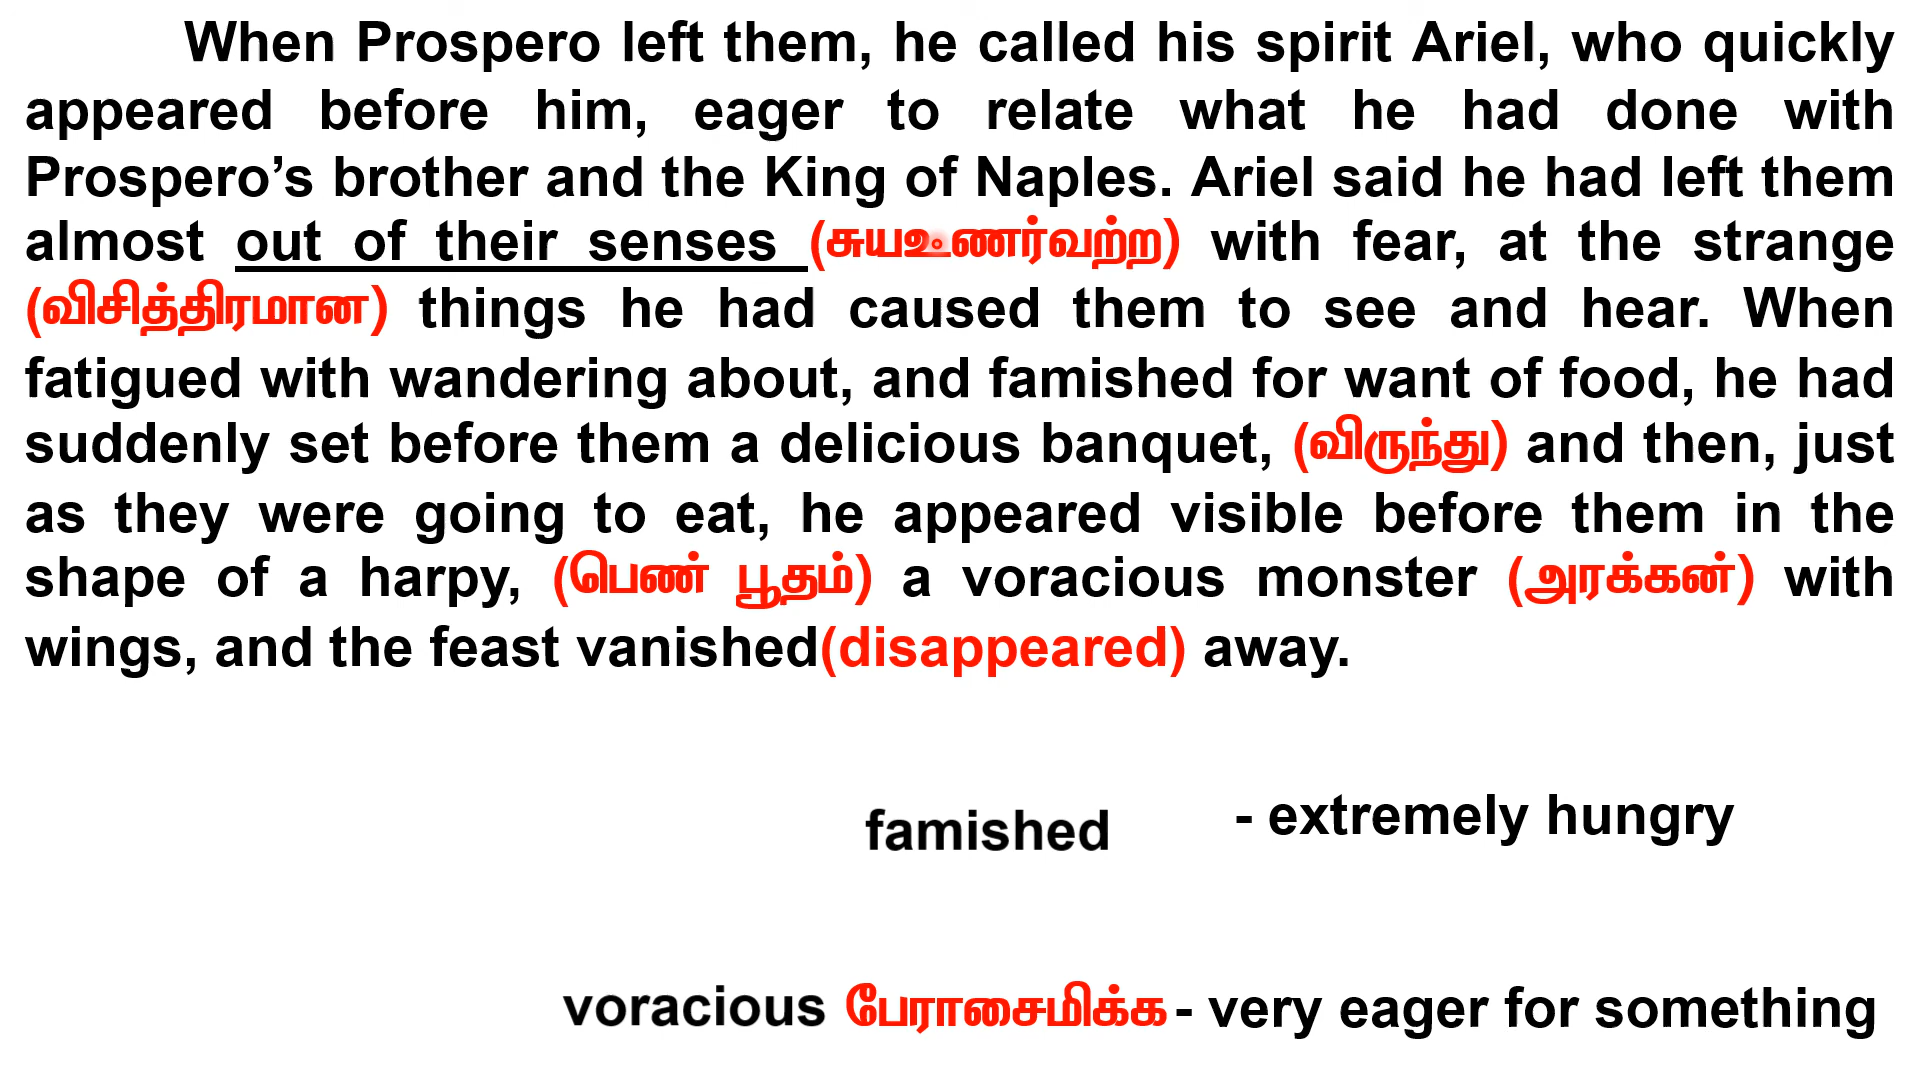 When Prospero left them, he called his spirit Ariel, who quickly
appeared before him, eager to relate what he had done with
Prospero’s brother and the King of Naples. Ariel said he had left them
almost out of their senses (சுயஉணர்வற்ற) with fear, at the strange
(விசித்திரமான) things he had caused them to see and hear. When
fatigued with wandering about, and famished for want of food, he had
suddenly set before them a delicious banquet, (விருந்து) and then, just
as they were going to eat, he appeared visible before them in the
shape of a harpy, (பெண் பூதம்) a voracious monster (அரக்கன்) with
wings, and the feast vanished(disappeared) away.
famished - extremely hungry
voracious பேராசைமிக்க - very eager for something